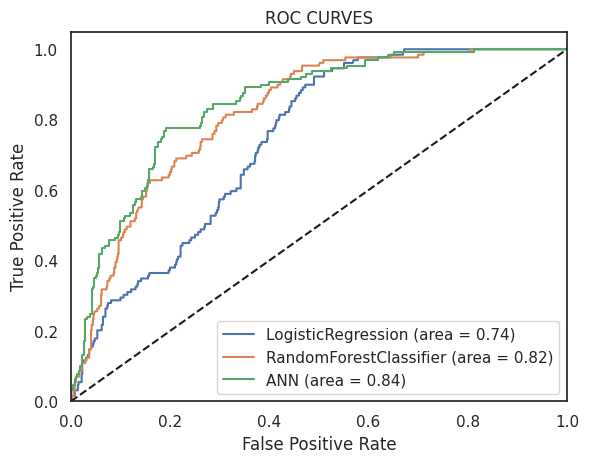 ROC CURVES
True Positive Rate
1.0
0.8
0.6
0.4
0.2
0.0
LogisticRegression (area = 0.74)
RandomForestClassifier (area = 0.82)
ANN (area = 0.84)
0.0 0.2 0.4 0.6 0.8 1.0
False Positive Rate